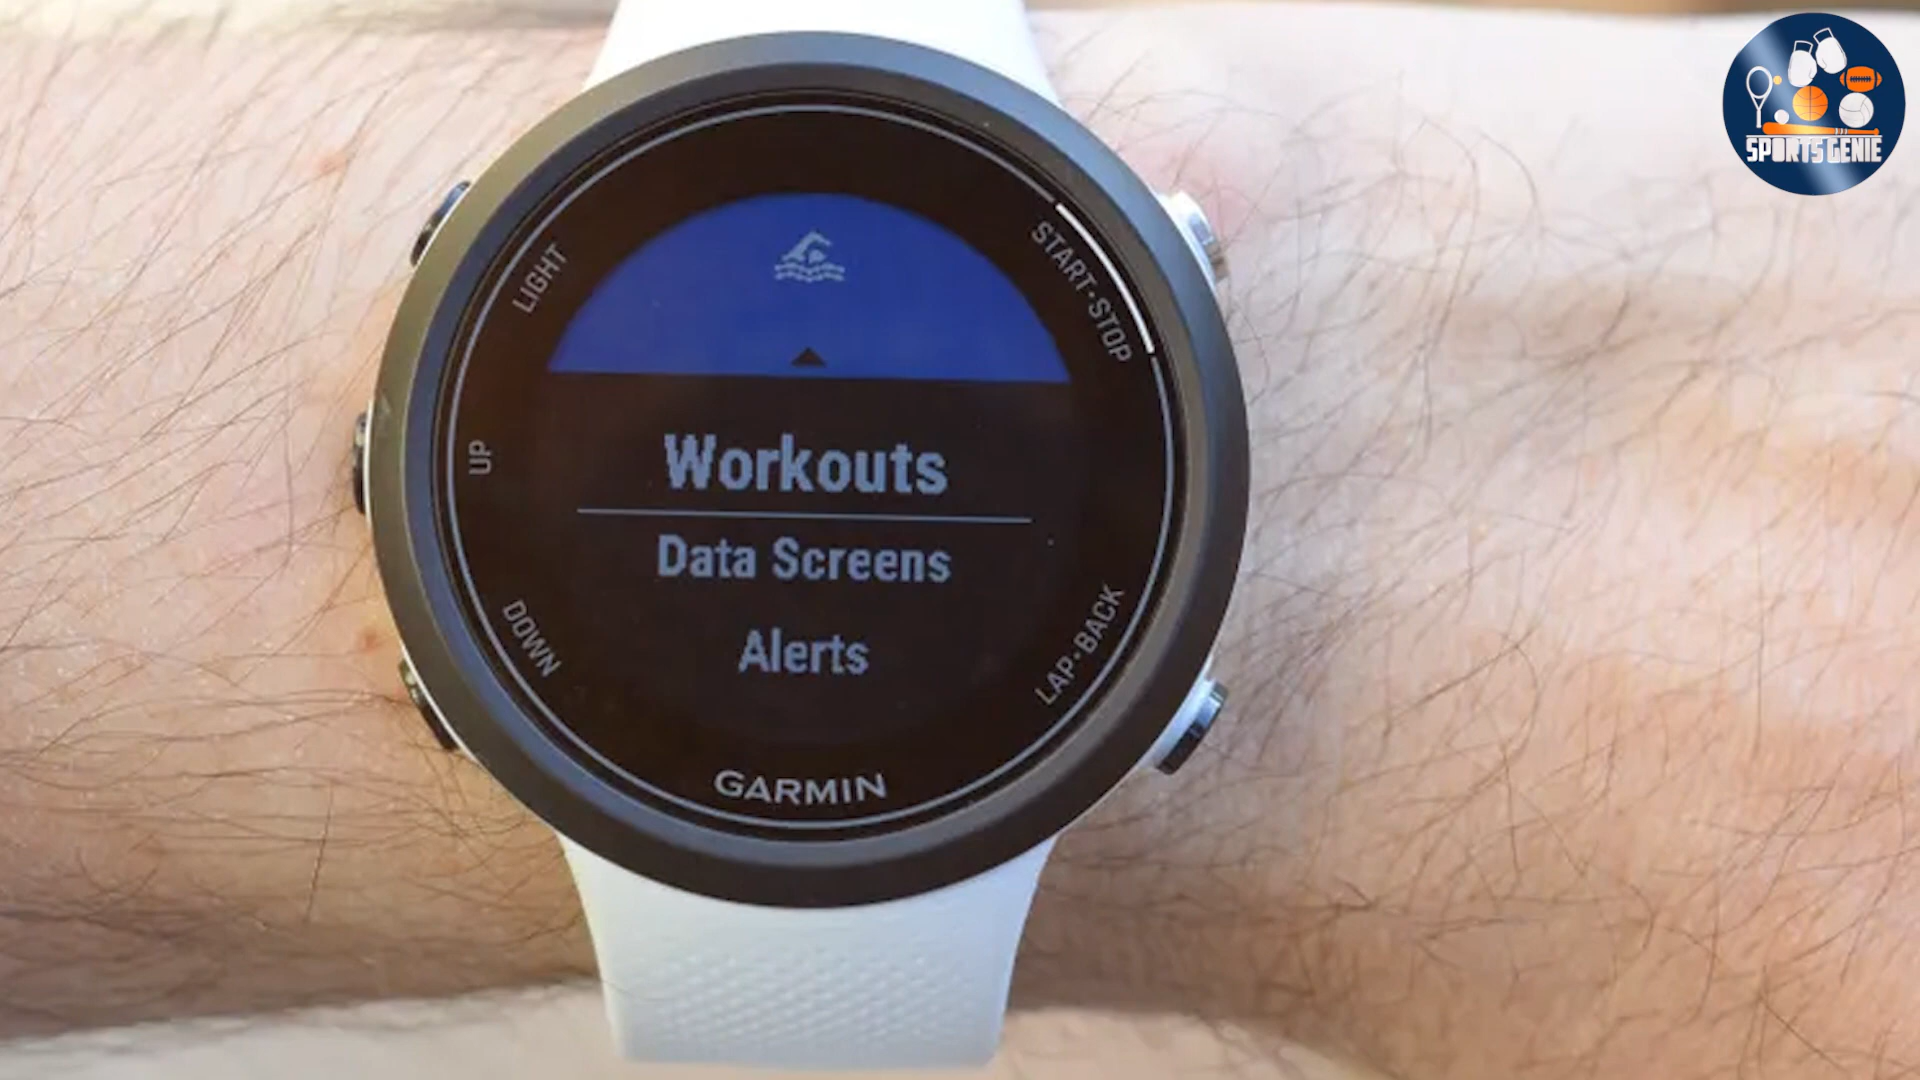 SPORTS GENIE
LIGHT
START·STOP
UP
Workouts
Data Screens
Alerts
DOWN
LAP·BACK
GARMIN